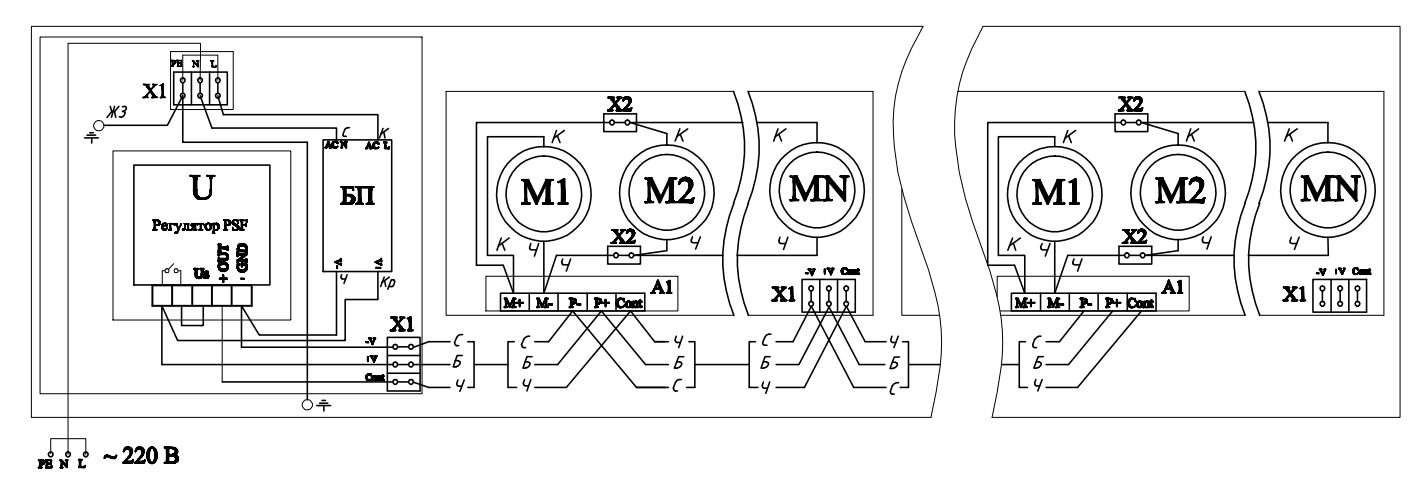 PE N L
X1
ЖЗ
С К
AC N AC L
U
Регулятор PSF
БП
Us + OUT - GND
-V +V
Ч Кр
X1
-V
+V
Cont
С Б Ч
~ 220 В
PE N L
X2
К К
M1 M2 MN
К Ч Ч
X2
Ч
A1
M+ M- P- P+ Cont
X1
-V +V Cont
С Б Ч
Ч Б С
С Б Ч
Ч Б С
X2
К К
M1 M2 MN
К Ч Ч
X2
Ч
A1
M+ M- P- P+ Cont
X1
-V +V Cont
С Б Ч